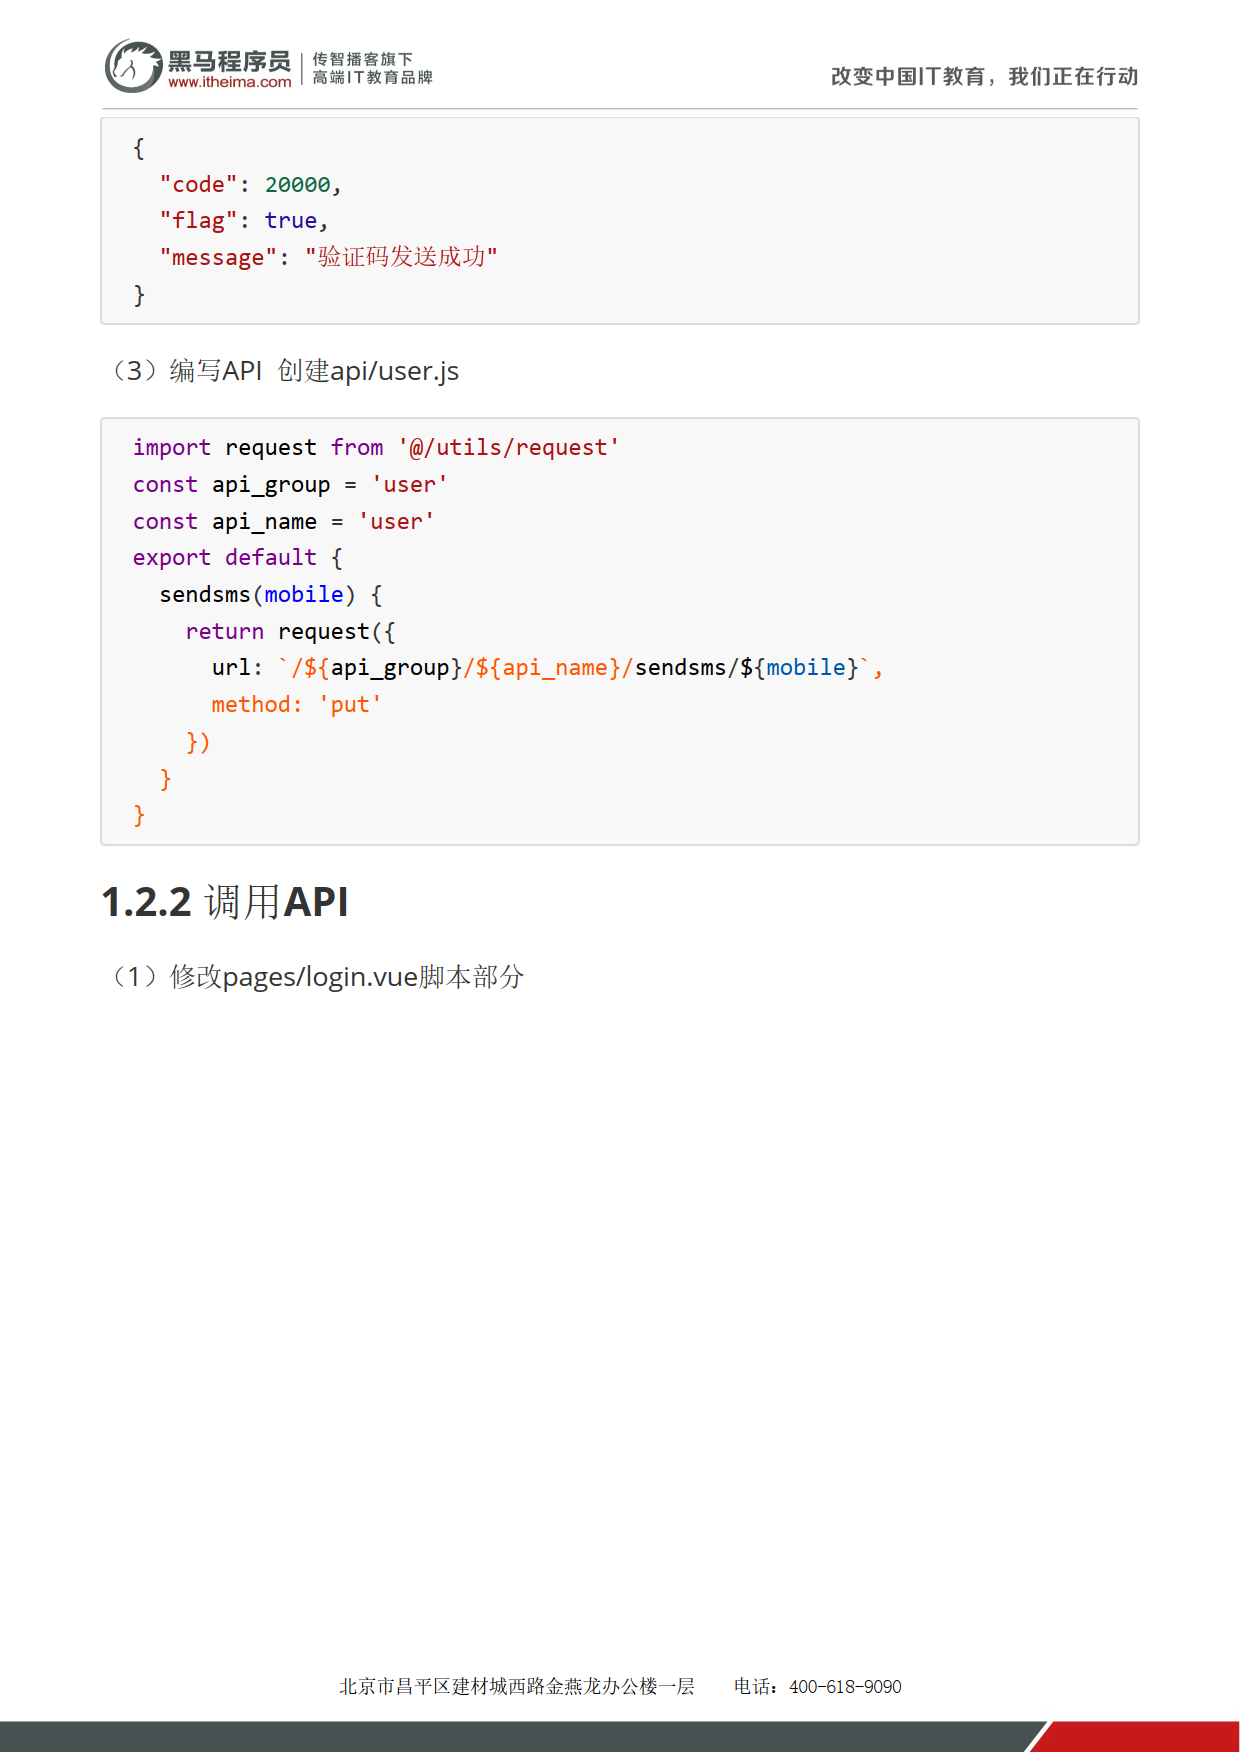 黑马程序员
www.itheima.com
传智播客旗下
高端IT教育品牌
改变中国IT教育，我们正在行动
{
  "code": 20000,
  "flag": true,
  "message": "验证码发送成功"
}
（3）编写API 创建api/user.js
import request from '@/utils/request'
const api_group = 'user'
const api_name = 'user'
export default {
  sendsms(mobile) {
    return request({
      url: `/${api_group}/${api_name}/sendsms/${mobile}`,
      method: 'put'
    })
  }
}
1.2.2 调用API
（1）修改pages/login.vue脚本部分
北京市昌平区建材城西路金燕龙办公楼一层 电话：400-618-9090